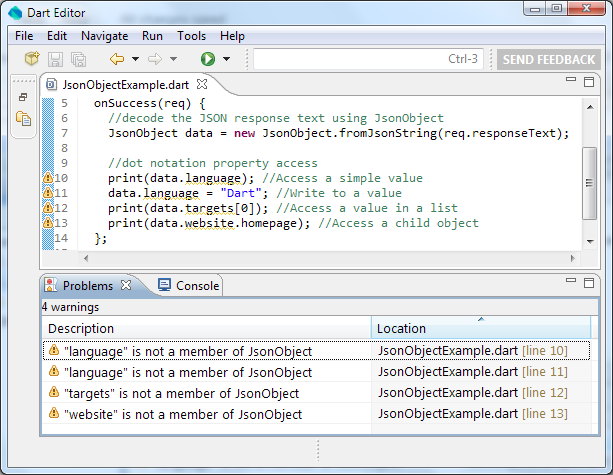 Dart Editor
File Edit Navigate Run Tools Help
Ctrl-3 SEND FEEDBACK
JsonObjectExample.dart
5 onSuccess(req) {
6 //decode the JSON response text using JsonObject
7 JsonObject data = new JsonObject.fromJsonString(req.responseText);
8
9 //dot notation property access
10 print(data.language); //Access a simple value
11 data.language = "Dart"; //Write to a value
12 print(data.targets[0]); //Access a value in a list
13 print(data.website.homepage); //Access a child object
14 };
Problems Console
4 warnings
Description Location
"language" is not a member of JsonObject JsonObjectExample.dart [line 10]
"language" is not a member of JsonObject JsonObjectExample.dart [line 11]
"targets" is not a member of JsonObject JsonObjectExample.dart [line 12]
"website" is not a member of JsonObject JsonObjectExample.dart [line 13]